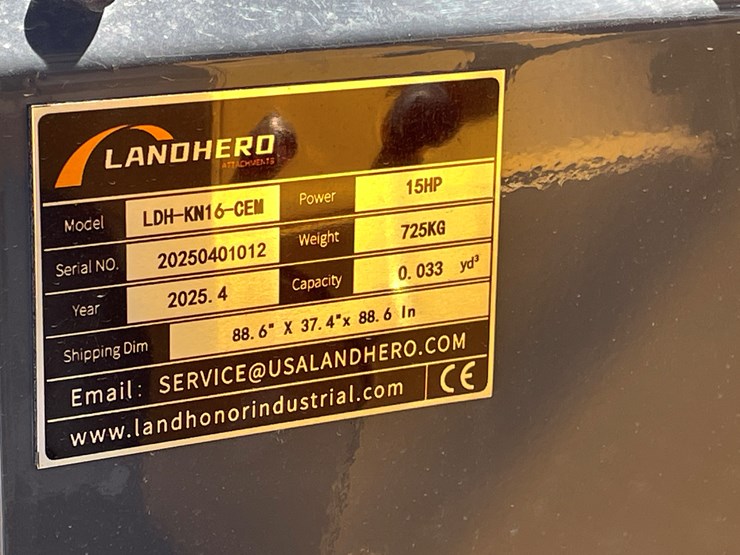 LANDHERO
ATTACHMENTS
Model LDH-KN16-CEM Power 15HP
Serial NO. 20250401012 Weight 725KG
Year 2025.4 Capacity 0.033 yd³
Shipping Dim 88.6" X 37.4"x 88.6 In
Email: SERVICE@USALANDHERO.COM
www.landhonorindustrial.com CE